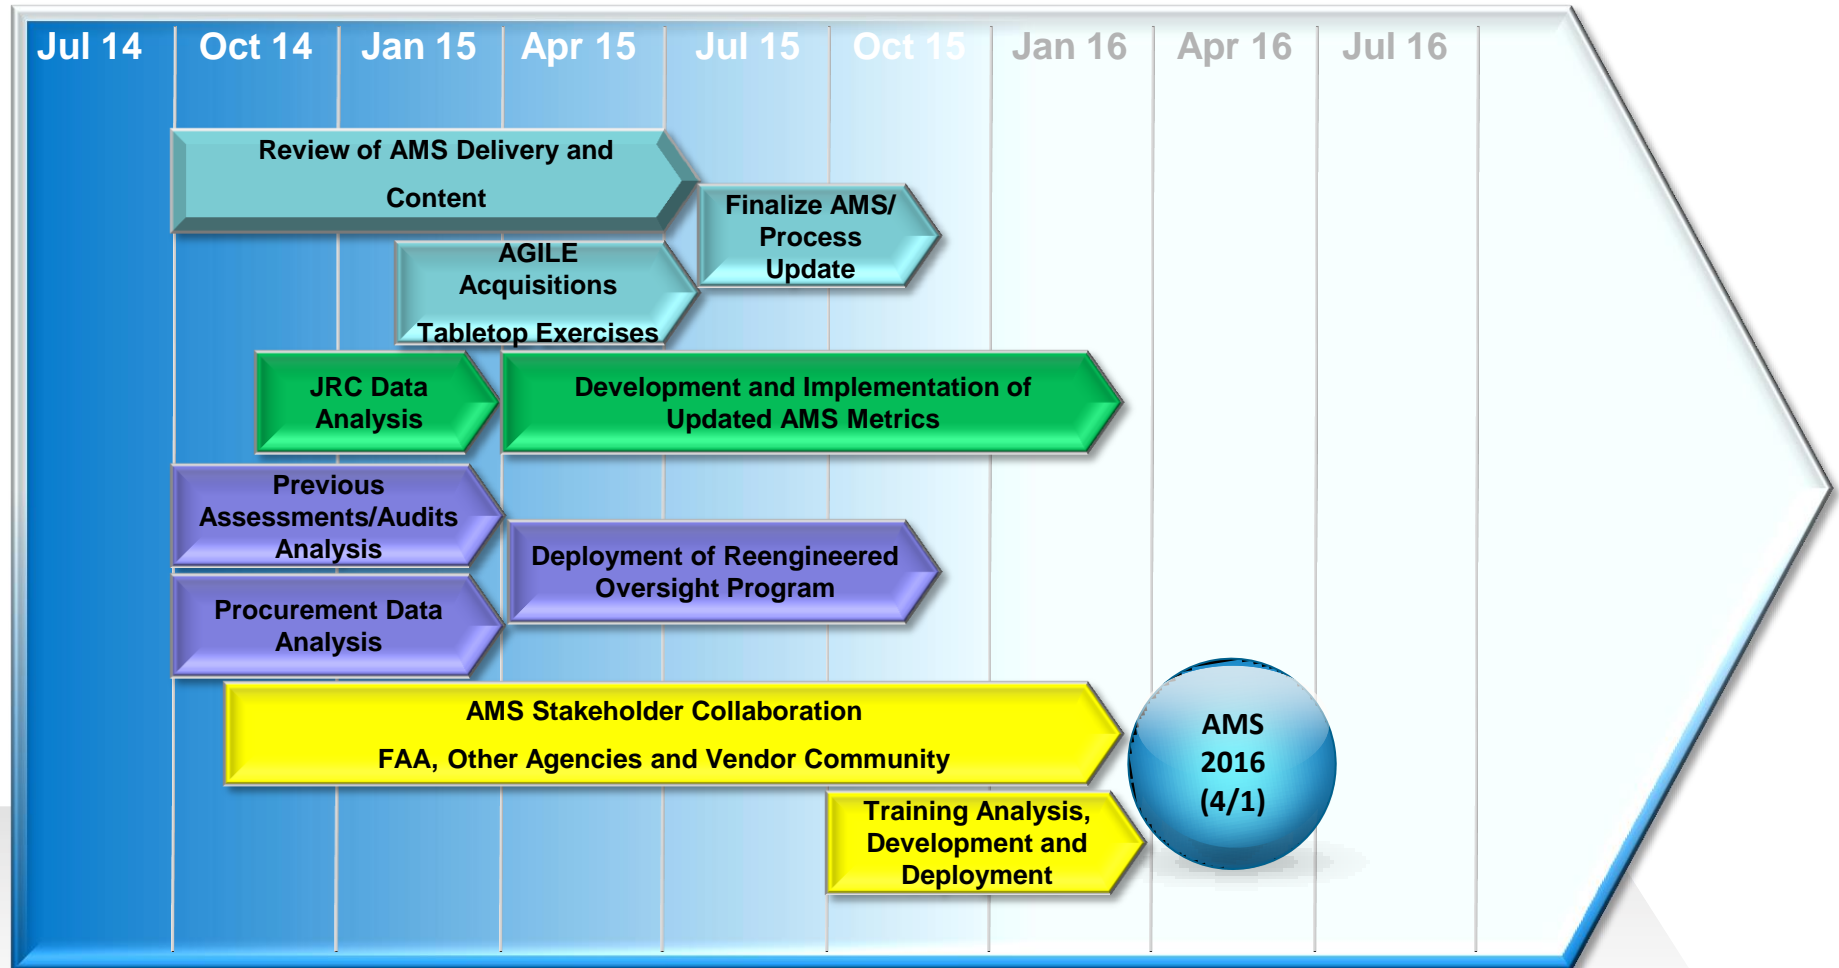 Jul 14 Oct 14 Jan 15 Apr 15 Jul 15 Oct 15 Jan 16 Apr 16 Jul 16
Review of AMS Delivery and
Content
Finalize AMS/
Process
Update
AGILE
Acquisitions
Tabletop Exercises
JRC Data
Analysis
Development and Implementation of
Updated AMS Metrics
Previous
Assessments/Audits
Analysis
Deployment of Reengineered
Oversight Program
Procurement Data
Analysis
AMS Stakeholder Collaboration
FAA, Other Agencies and Vendor Community
AMS
2016
(4/1)
Training Analysis,
Development and
Deployment